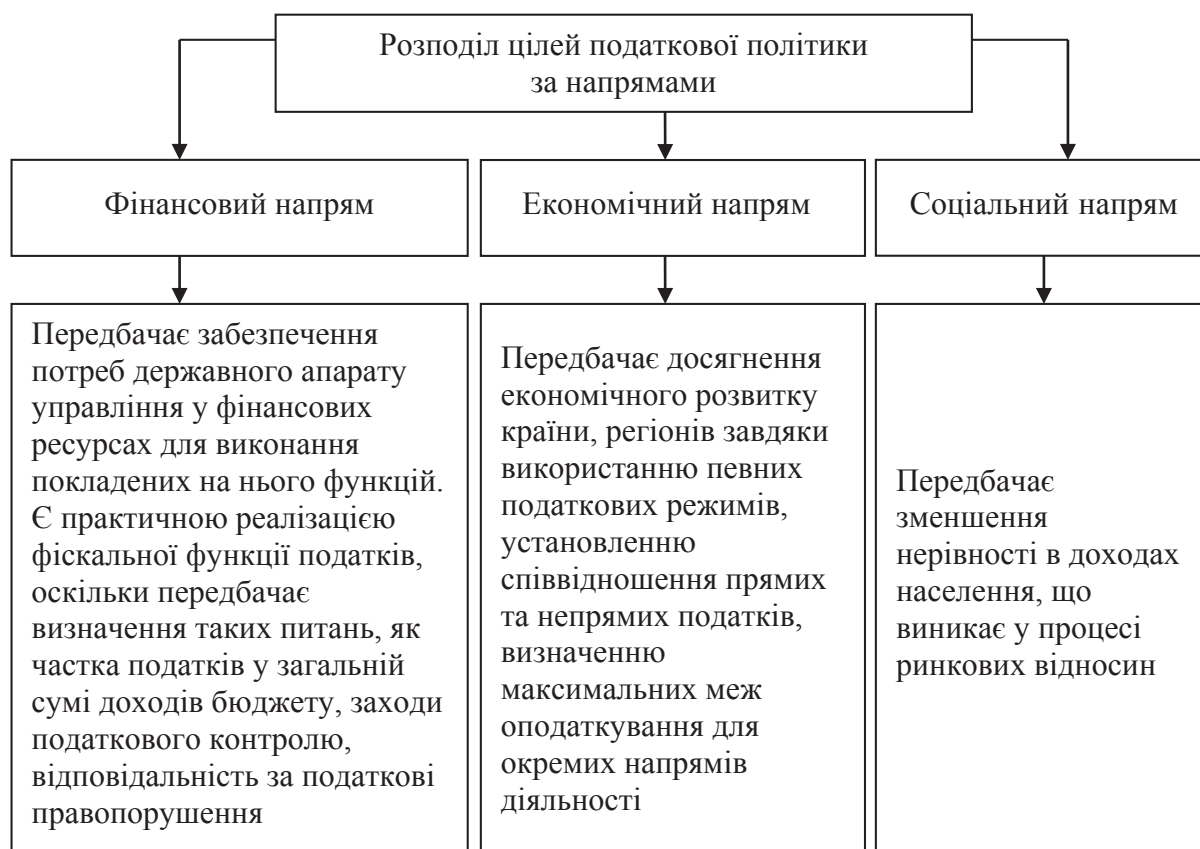 Розподіл цілей податкової політики
за напрямами
Фінансовий напрям
Економічний напрям
Соціальний напрям
Передбачає забезпечення
потреб державного апарату
управління у фінансових
ресурсах для виконання
покладених на нього функцій.
Є практичною реалізацією
фіскальної функції податків,
оскільки передбачає
визначення таких питань, як
частка податків у загальній
сумі доходів бюджету, заходи
податкового контролю,
відповідальність за податкові
правопорушення
Передбачає досягнення
економічного розвитку
країни, регіонів завдяки
використанню певних
податкових режимів,
установленню
співвідношення прямих
та непрямих податків,
визначенню
максимальних меж
оподаткування для
окремих напрямів
діяльності
Передбачає
зменшення
нерівності в доходах
населення, що
виникає у процесі
ринкових відносин